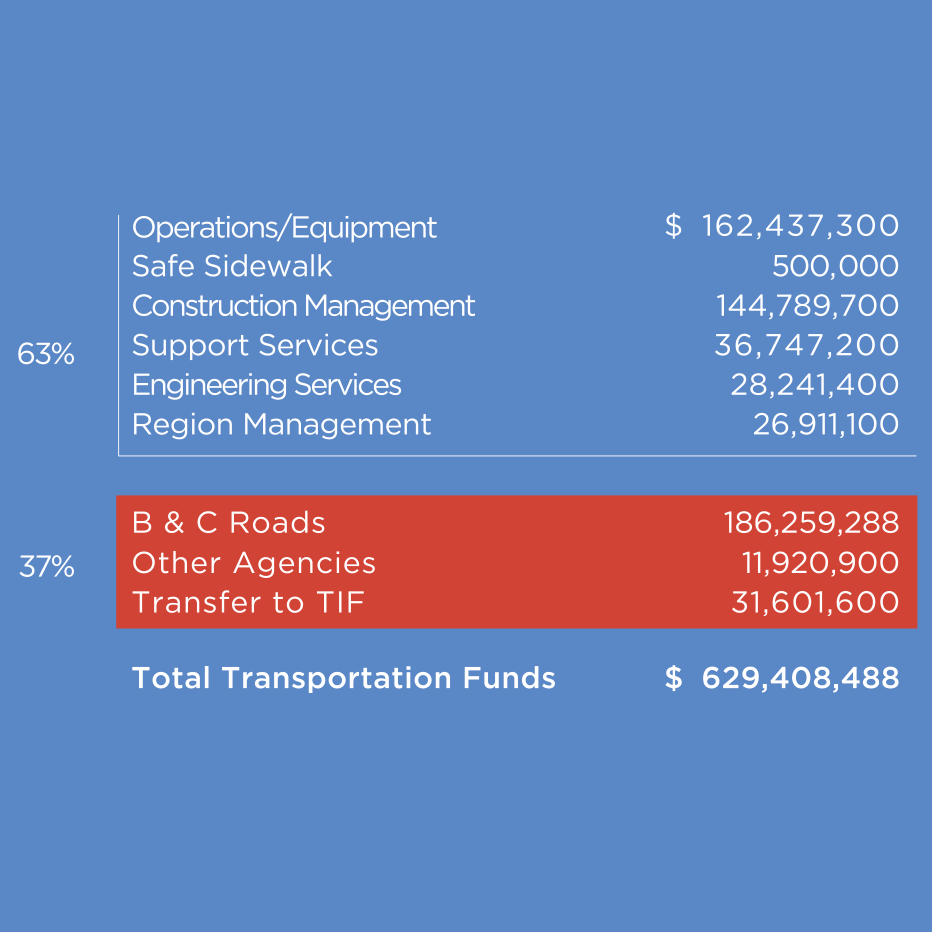 Operations/Equipment $ 162,437,300
Safe Sidewalk 500,000
Construction Management 144,789,700
63% Support Services 36,747,200
Engineering Services 28,241,400
Region Management 26,911,100
B & C Roads 186,259,288
37% Other Agencies 11,920,900
Transfer to TIF 31,601,600
Total Transportation Funds $ 629,408,488